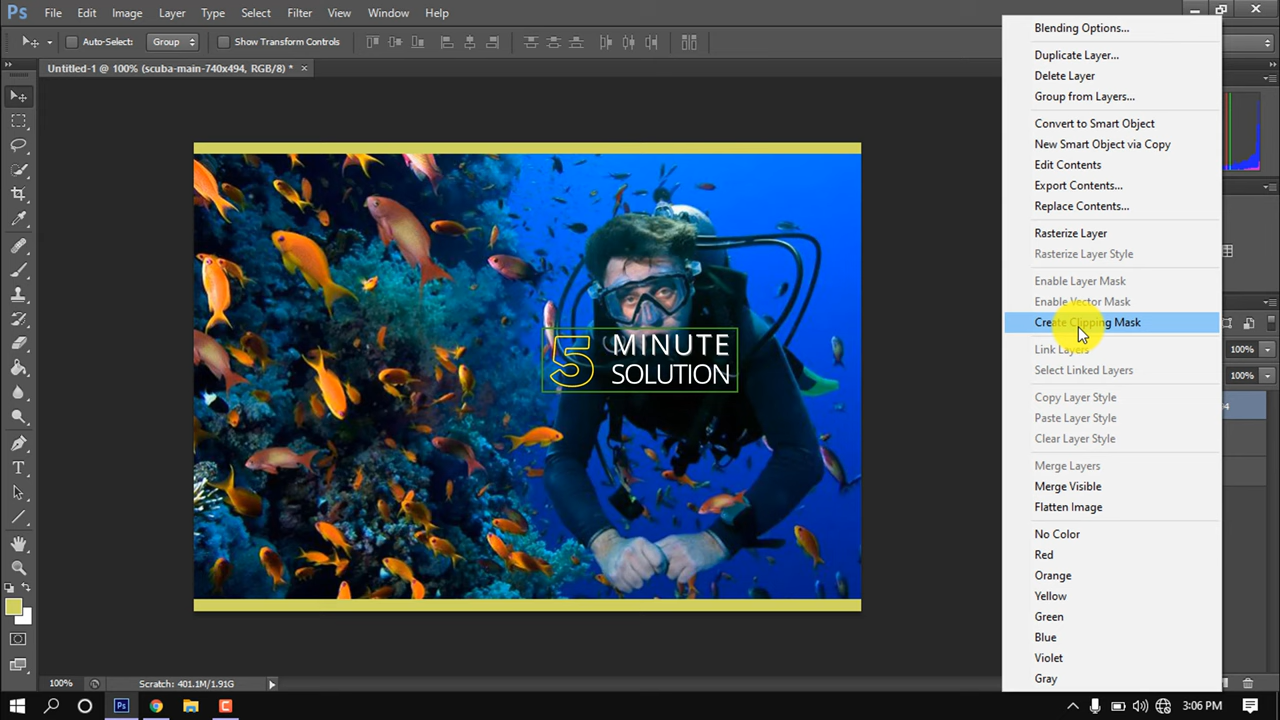 Ps File Edit Image Layer Type Select Filter View Window Help
Auto-Select: Group Show Transform Controls
Untitled-1 @ 100% (scuba-main-740x494, RGB/8) *
5 MINUTE
SOLUTION
T
100% Scratch: 401.1M/1.91G
Blending Options...
Duplicate Layer...
Delete Layer
Group from Layers...
Convert to Smart Object
New Smart Object via Copy
Edit Contents
Export Contents...
Replace Contents...
Rasterize Layer
Rasterize Layer Style
Enable Layer Mask
Enable Vector Mask
Create Clipping Mask
Link Layers
Select Linked Layers
Copy Layer Style
Paste Layer Style
Clear Layer Style
Merge Layers
Merge Visible
Flatten Image
No Color
Red
Orange
Yellow
Green
Blue
Violet
Gray
100%
100%
Ps
3:06 PM